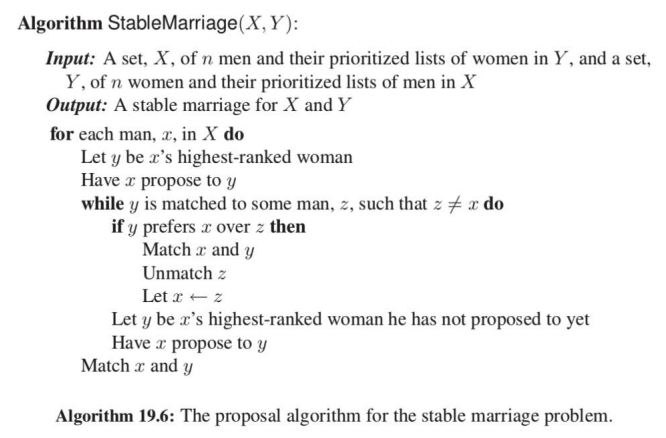 Algorithm StableMarriage(X, Y):
Input: A set, X, of n men and their prioritized lists of women in Y, and a set,
Y, of n women and their prioritized lists of men in X
Output: A stable marriage for X and Y
for each man, x, in X do
Let y be x's highest-ranked woman
Have x propose to y
while y is matched to some man, z, such that z ≠ x do
if y prefers x over z then
Match x and y
Unmatch z
Let x ← z
Let y be x's highest-ranked woman he has not proposed to yet
Have x propose to y
Match x and y
Algorithm 19.6: The proposal algorithm for the stable marriage problem.